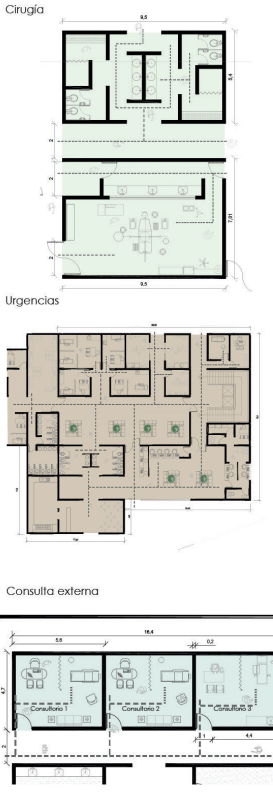 Cirugía
9,5
5,4
2
2
7,01
2
9,5
Urgencias
Consulta externa
18,4
5,8
0,2
4,7
Consultorio 1
Consultorio 2
Consultorio 3
2
1
4,4